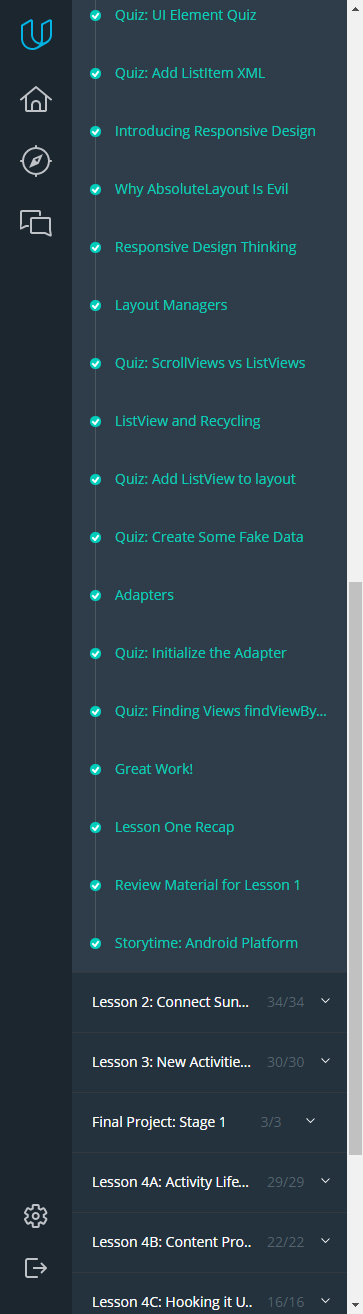 Quiz: UI Element Quiz
Quiz: Add ListItem XML
Introducing Responsive Design
Why AbsoluteLayout Is Evil
Responsive Design Thinking
Layout Managers
Quiz: ScrollViews vs ListViews
ListView and Recycling
Quiz: Add ListView to layout
Quiz: Create Some Fake Data
Adapters
Quiz: Initialize the Adapter
Quiz: Finding Views findViewBy...
Great Work!
Lesson One Recap
Review Material for Lesson 1
Storytime: Android Platform
Lesson 2: Connect Sun... 34/34
Lesson 3: New Activitie... 30/30
Final Project: Stage 1 3/3
Lesson 4A: Activity Life... 29/29
Lesson 4B: Content Pro... 22/22
Lesson 4C: Hooking it U... 16/16